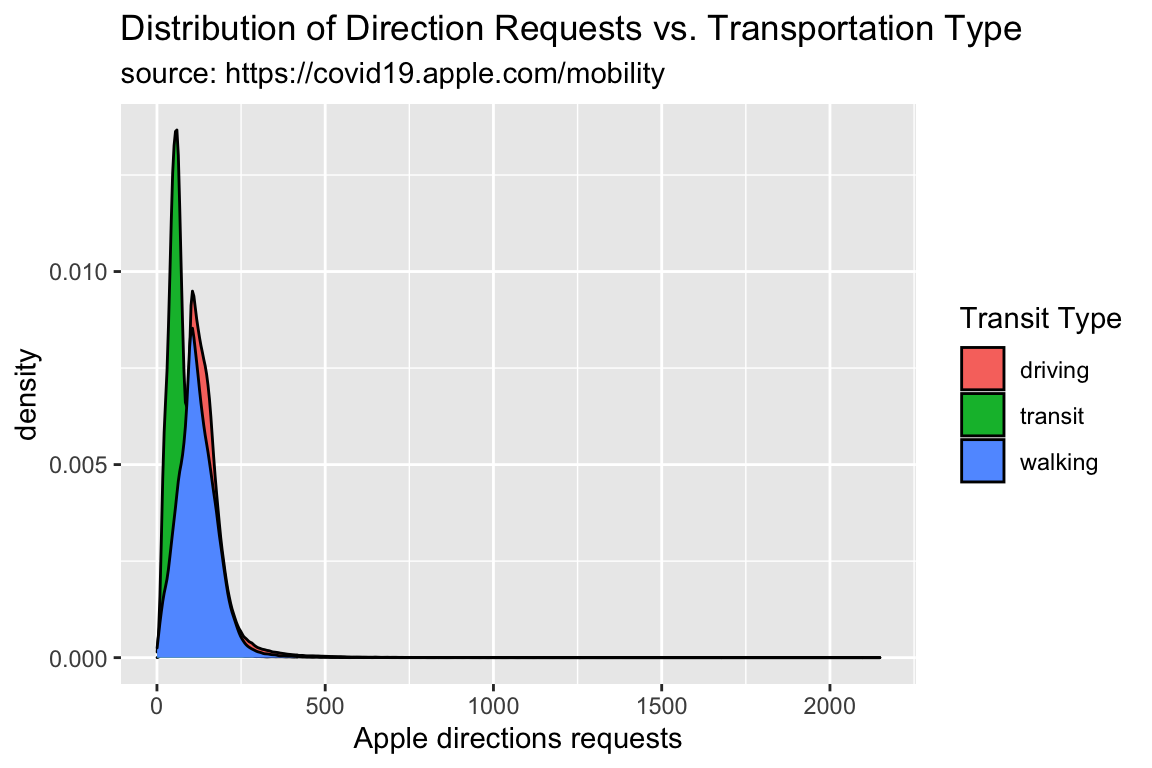 Distribution of Direction Requests vs. Transportation Type
source: https://covid19.apple.com/mobility
density
0.010
0.005
0.000
0
500
1000
1500
2000
Apple directions requests
Transit Type
driving
transit
walking